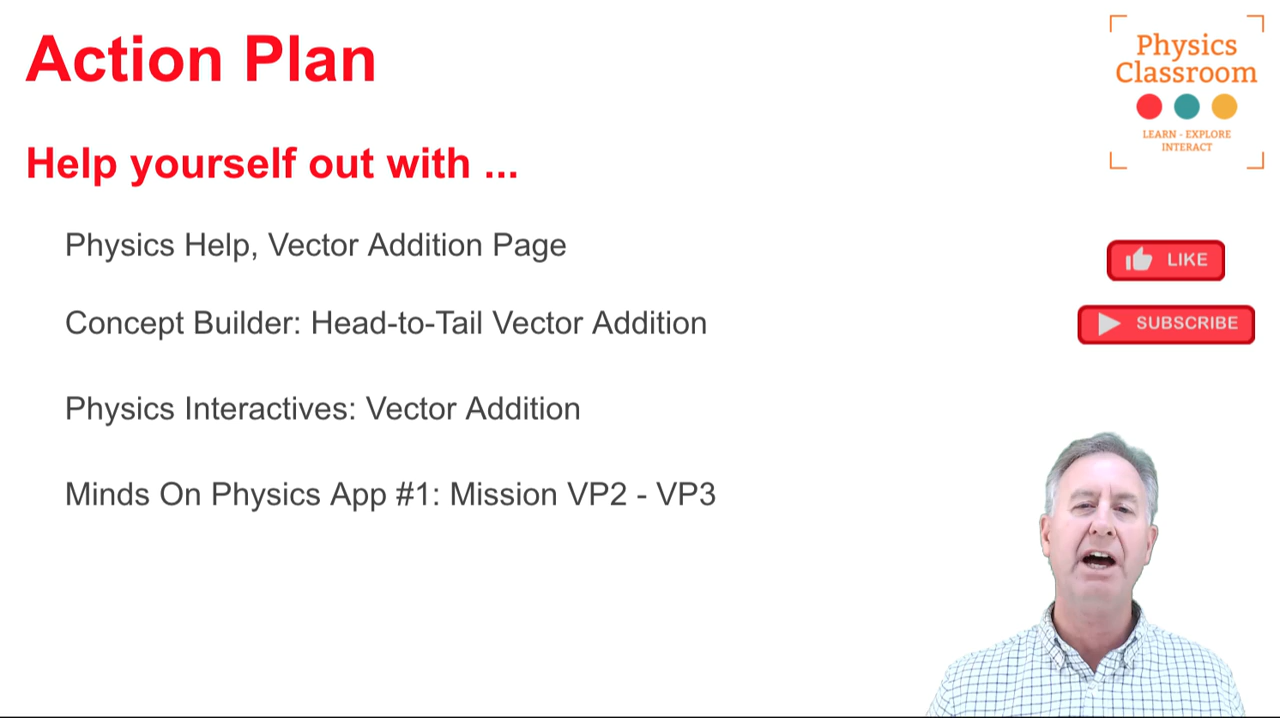 Action Plan
Help yourself out with ...
Physics Help, Vector Addition Page
Concept Builder: Head-to-Tail Vector Addition
Physics Interactives: Vector Addition
Minds On Physics App #1: Mission VP2 - VP3
Physics
Classroom
LEARN - EXPLORE
INTERACT
LIKE
SUBSCRIBE